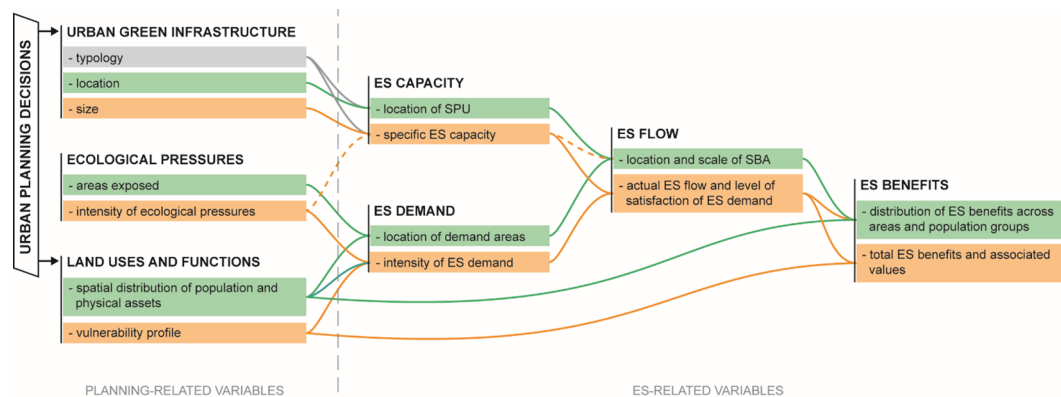 URBAN PLANNING DECISIONS
URBAN GREEN INFRASTRUCTURE
- typology
- location
- size
ECOLOGICAL PRESSURES
- areas exposed
- intensity of ecological pressures
LAND USES AND FUNCTIONS
- spatial distribution of population and
physical assets
- vulnerability profile
ES CAPACITY
- location of SPU
- specific ES capacity
ES DEMAND
- location of demand areas
- intensity of ES demand
ES FLOW
- location and scale of SBA
- actual ES flow and level of
satisfaction of ES demand
ES BENEFITS
- distribution of ES benefits across
areas and population groups
- total ES benefits and associated
values
PLANNING-RELATED VARIABLES
ES-RELATED VARIABLES